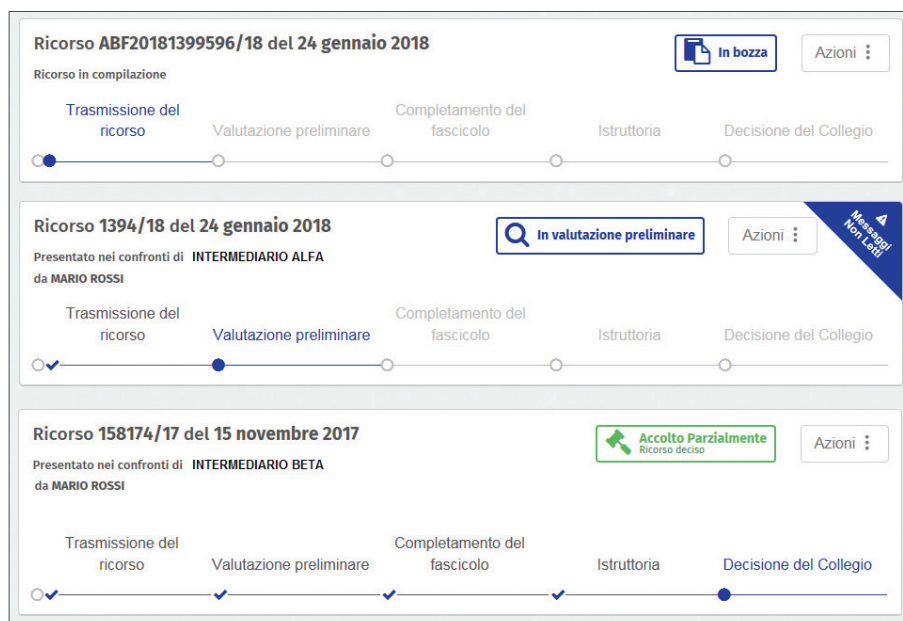 Ricorso ABF20181399596/18 del 24 gennaio 2018
In bozza
Azioni
Ricorso in compilazione
Trasmissione del
ricorso
Valutazione preliminare
Completamento del
fascicolo
Istruttoria
Decisione del Collegio
Ricorso 1394/18 del 24 gennaio 2018
In valutazione preliminare
Azioni
Messaggi
Non Letti
Presentato nei confronti di INTERMEDIARIO ALFA
da MARIO ROSSI
Trasmissione del
ricorso
Valutazione preliminare
Completamento del
fascicolo
Istruttoria
Decisione del Collegio
Ricorso 158174/17 del 15 novembre 2017
Accolto Parzialmente
Ricorso deciso
Azioni
Presentato nei confronti di INTERMEDIARIO BETA
da MARIO ROSSI
Trasmissione del
ricorso
Valutazione preliminare
Completamento del
fascicolo
Istruttoria
Decisione del Collegio